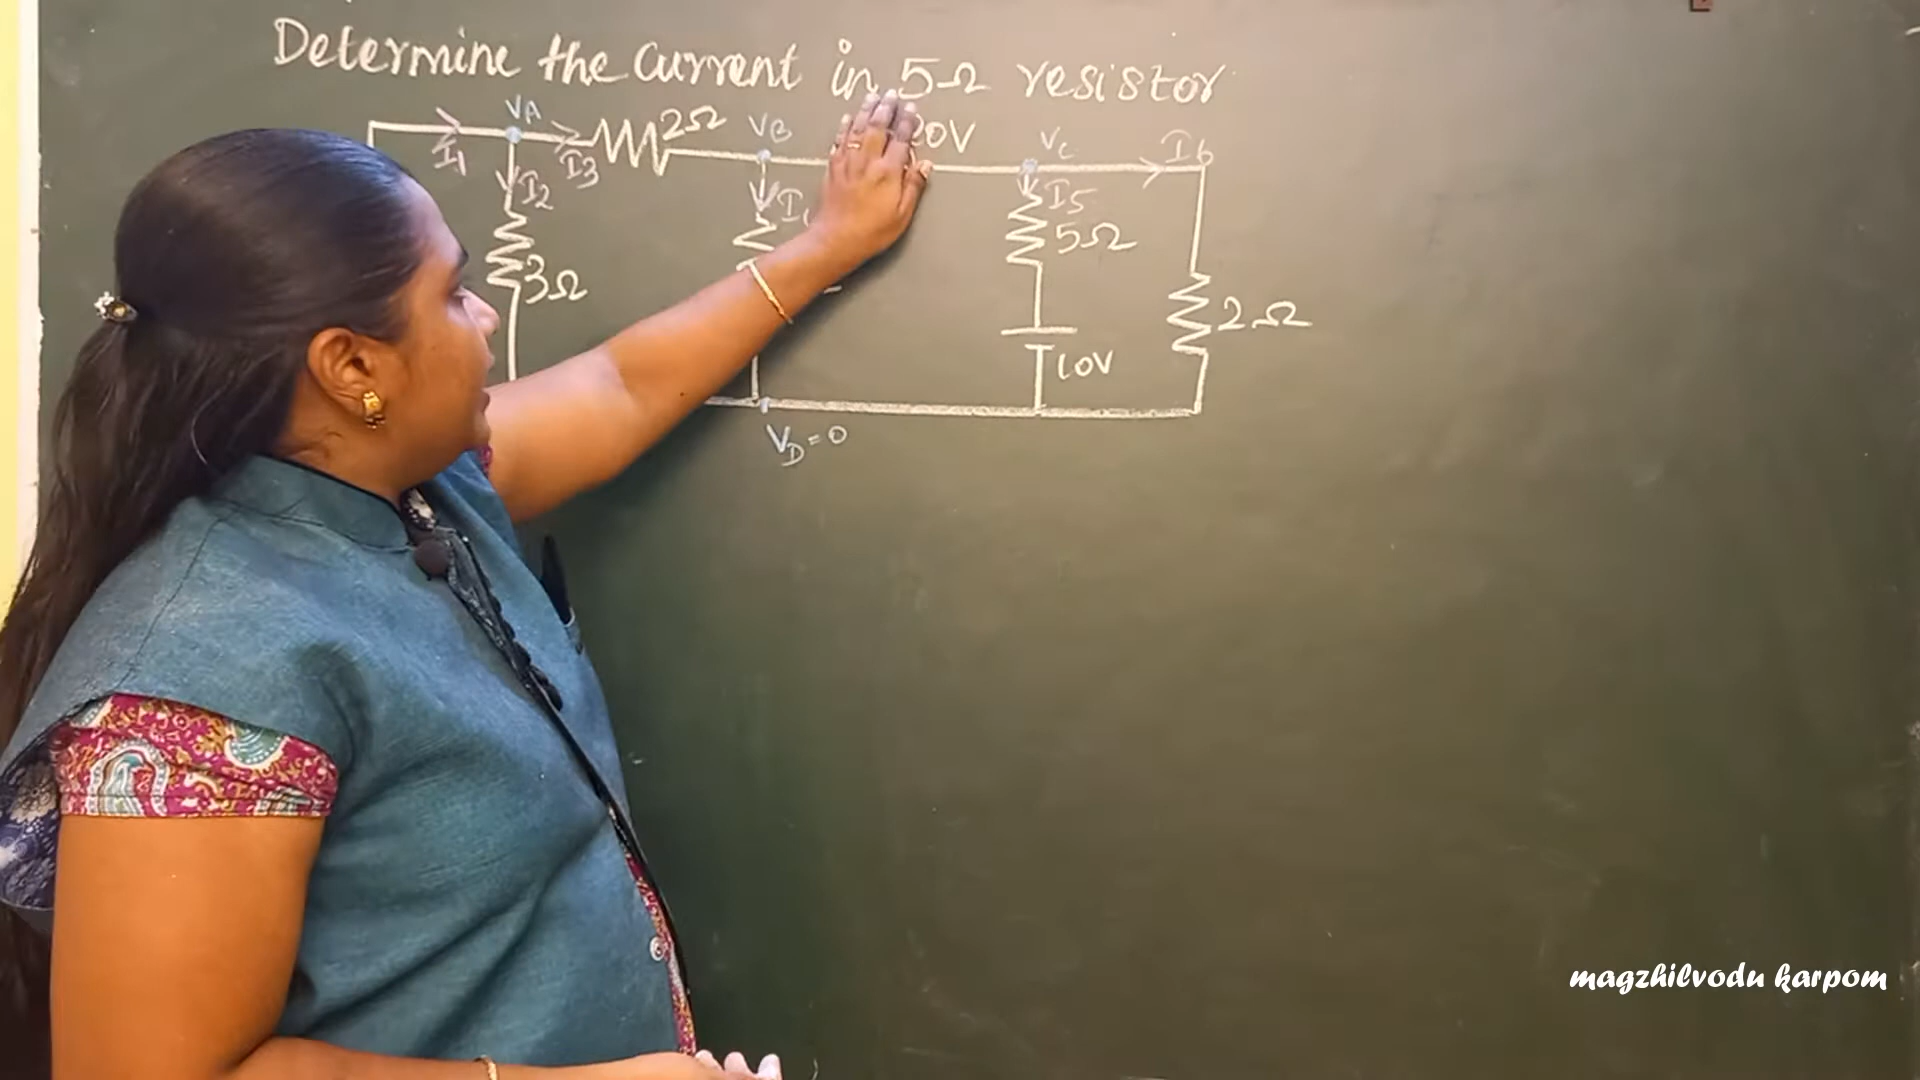 Determine the current in 5Ω resistor
VA
2Ω
VB
20V
VC
I1
I3
I6
I2
I5
5Ω
3Ω
2Ω
10V
VD = 0
magzhilvodu karpom